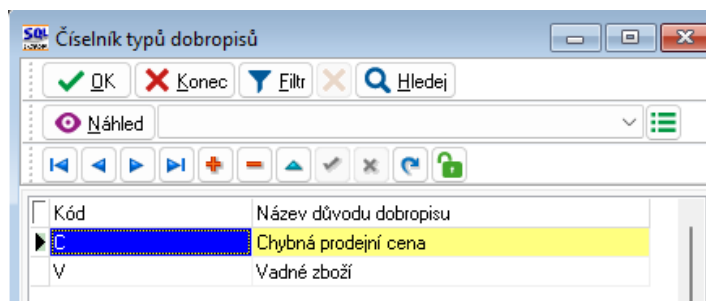 SQL Číselník typů dobropisů
OK Konec Filtr Hledej
Náhled
Kód Název důvodu dobropisu
C Chybná prodejní cena
V Vadné zboží